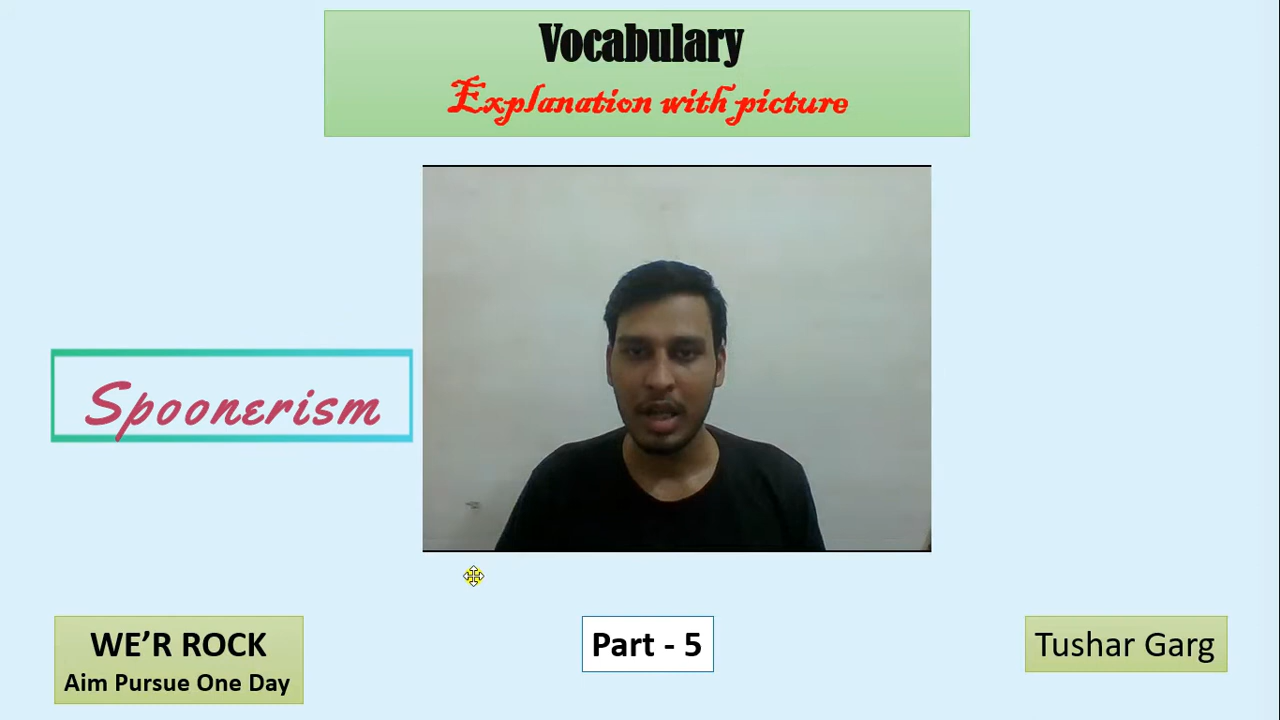 Vocabulary
Explanation with picture
Spoonerism
WE’R ROCK
Aim Pursue One Day
Part - 5
Tushar Garg